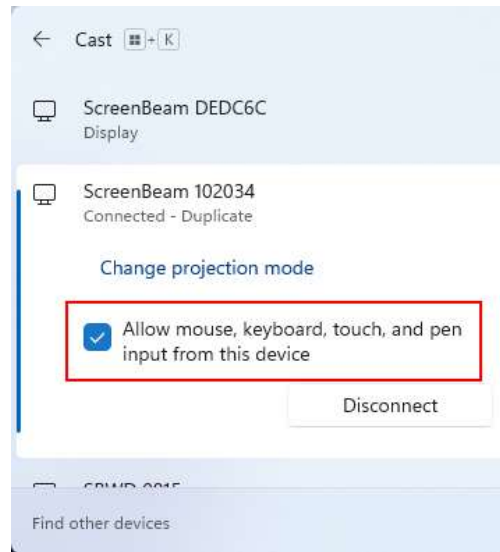 Cast ⊞+K
ScreenBeam DEDC6C
Display
ScreenBeam 102034
Connected - Duplicate
Change projection mode
Allow mouse, keyboard, touch, and pen
input from this device
Disconnect
Find other devices